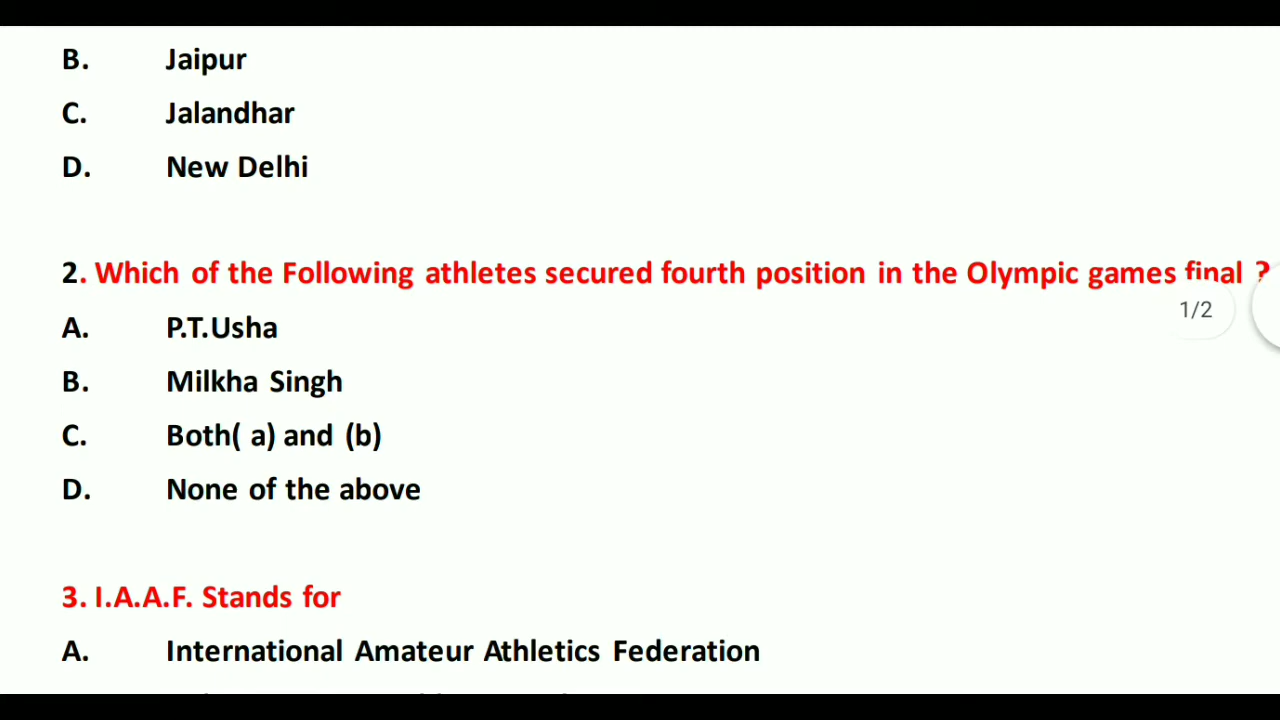 B. Jaipur
C. Jalandhar
D. New Delhi
2. Which of the Following athletes secured fourth position in the Olympic games final ?
1/2
A. P.T.Usha
B. Milkha Singh
C. Both( a) and (b)
D. None of the above
3. I.A.A.F. Stands for
A. International Amateur Athletics Federation